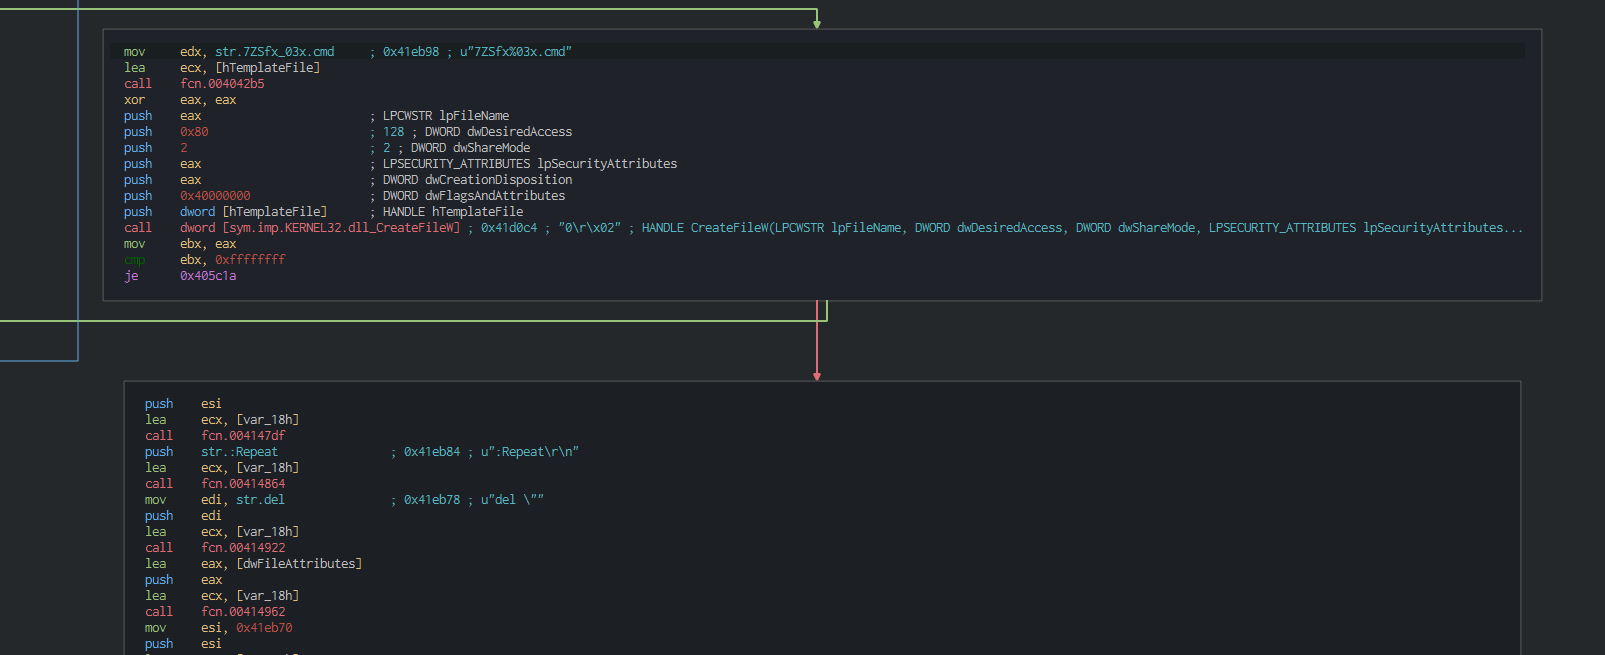 mov edx, str.7ZSfx_03x.cmd ; 0x41eb98 ; u"7ZSfx%03x.cmd"
lea ecx, [hTemplateFile]
call fcn.004042b5
xor eax, eax
push eax ; LPCWSTR lpFileName
push 0x80 ; 128 ; DWORD dwDesiredAccess
push 2 ; 2 ; DWORD dwShareMode
push eax ; LPSECURITY_ATTRIBUTES lpSecurityAttributes
push eax ; DWORD dwCreationDisposition
push 0x40000000 ; DWORD dwFlagsAndAttributes
push dword [hTemplateFile] ; HANDLE hTemplateFile
call dword [sym.imp.KERNEL32.dll_CreateFileW] ; 0x41d0c4 ; "0\r\x02" ; HANDLE CreateFileW(LPCWSTR lpFileName, DWORD dwDesiredAccess, DWORD dwShareMode, LPSECURITY_ATTRIBUTES lpSecurityAttributes...
mov ebx, eax
cmp ebx, 0xffffffff
je 0x405c1a
push esi
lea ecx, [var_18h]
call fcn.004147df
push str.:Repeat ; 0x41eb84 ; u":Repeat\r\n"
lea ecx, [var_18h]
call fcn.00414864
mov edi, str.del ; 0x41eb78 ; u"del \""
push edi
lea ecx, [var_18h]
call fcn.00414922
lea eax, [dwFileAttributes]
push eax
lea ecx, [var_18h]
call fcn.00414962
mov esi, 0x41eb70
push esi